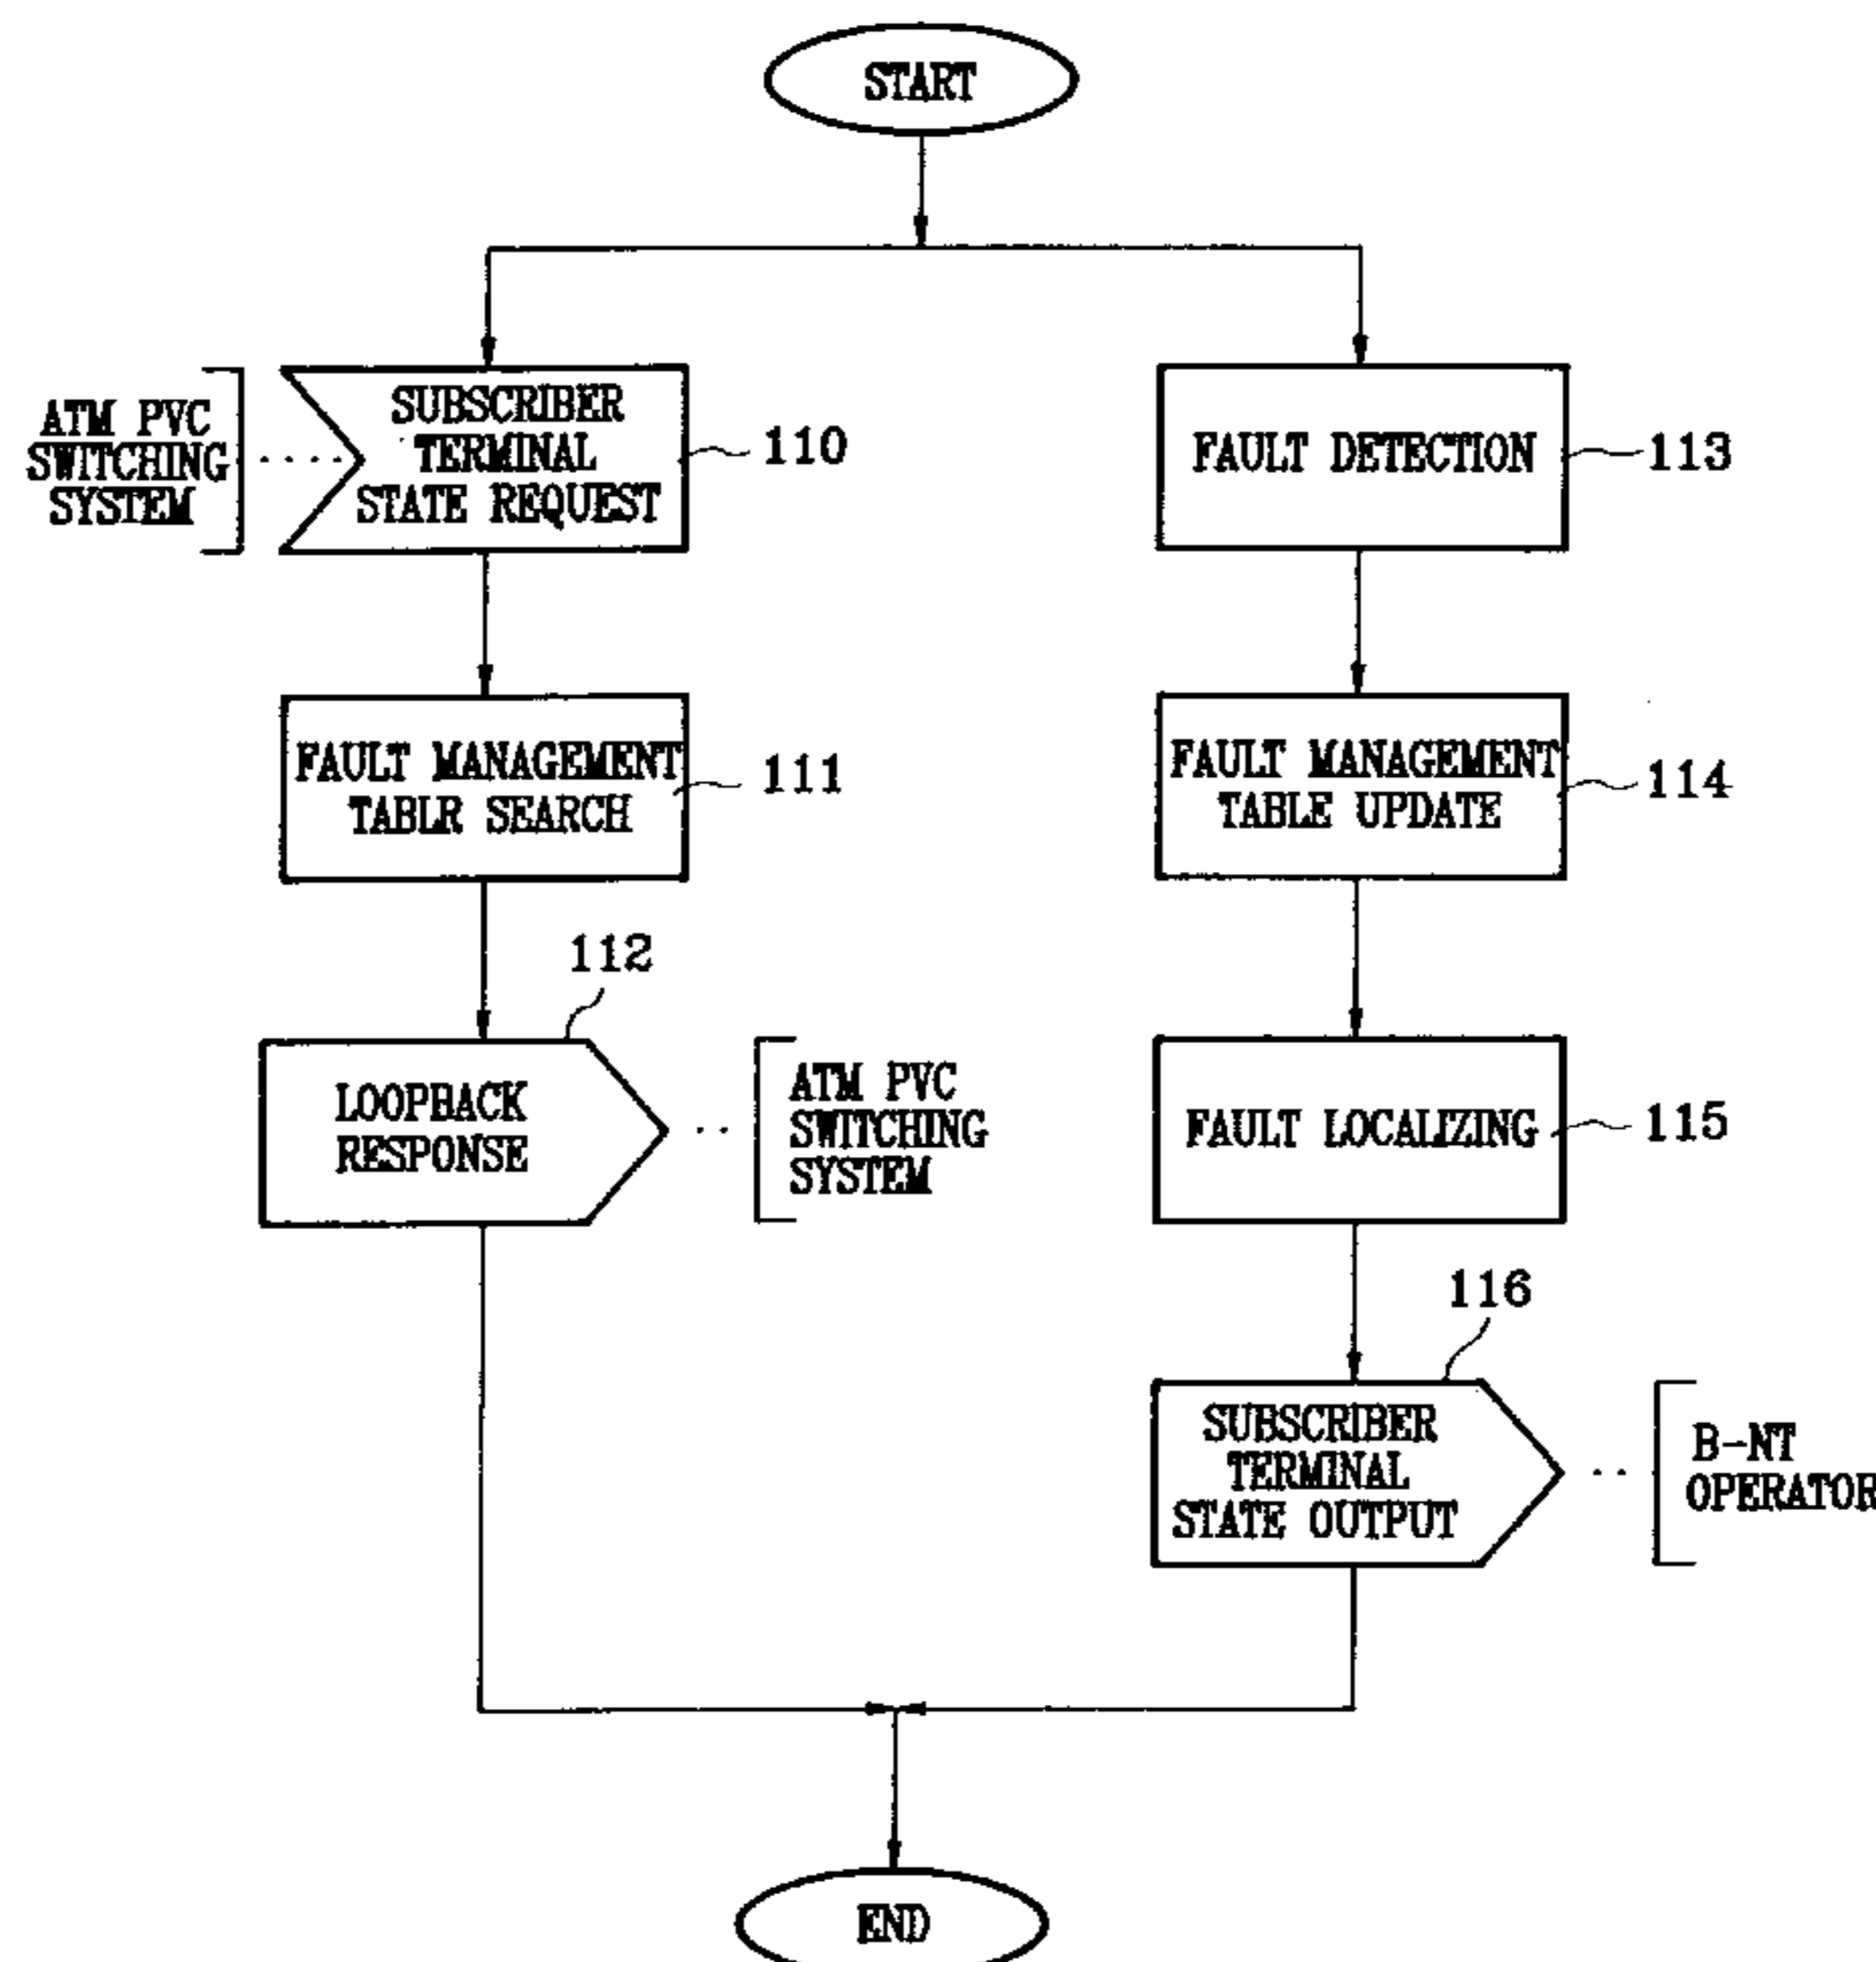 START
ATM PVC
SWITCHING
SYSTEM
SUBSCRIBER
TERMINAL
STATE REQUEST
110
FAULT DETECTION
113
FAULT MANAGEMENT
TABLR SEARCH
111
FAULT MANAGEMENT
TABLE UPDATE
114
112
LOOPBACK
RESPONSE
ATM PVC
SWITCHING
SYSTEM
FAULT LOCALIZING
115
116
SUBSCRIBER
TERMINAL
STATE OUTPUT
B-NT
OPERATOR
END